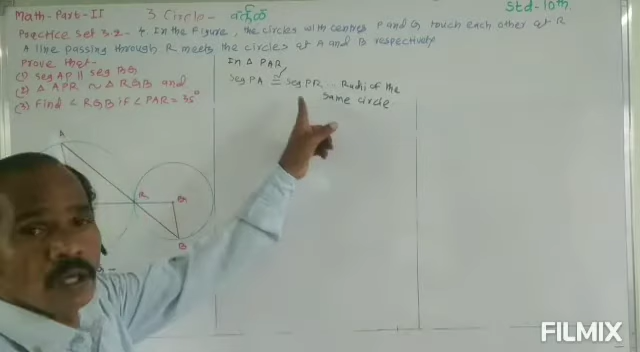 Math-Part-II 3 Circle - वर्तुळ Std-10th.
Practice set 3.2 - 4. In the Figure, the circles with centres P and Q touch each other at R
A line passing through R meets the circles at A and B respectively
Prove that-
(1) seg AP || seg BQ
(2) Δ APR ~ Δ RQB and
(3) Find ∠ RQB if ∠ PAR = 35°
In Δ PAR,
seg PA ≅ seg PR ... Radii of the
same circle
A
R
Q
B
FILMIX